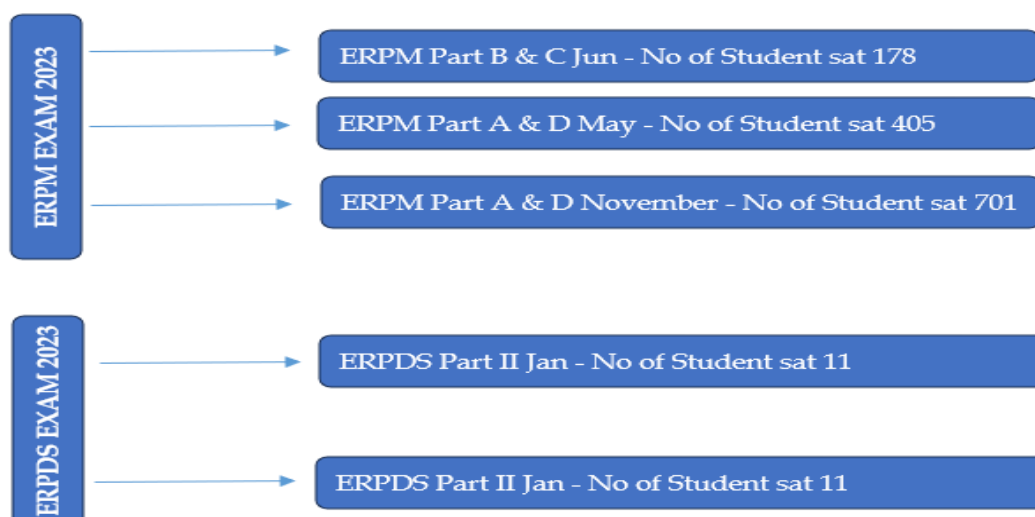 ERPM EXAM 2023
ERPM Part B & C Jun - No of Student sat 178
ERPM Part A & D May - No of Student sat 405
ERPM Part A & D November - No of Student sat 701
ERPDS EXAM 2023
ERPDS Part II Jan - No of Student sat 11
ERPDS Part II Jan - No of Student sat 11